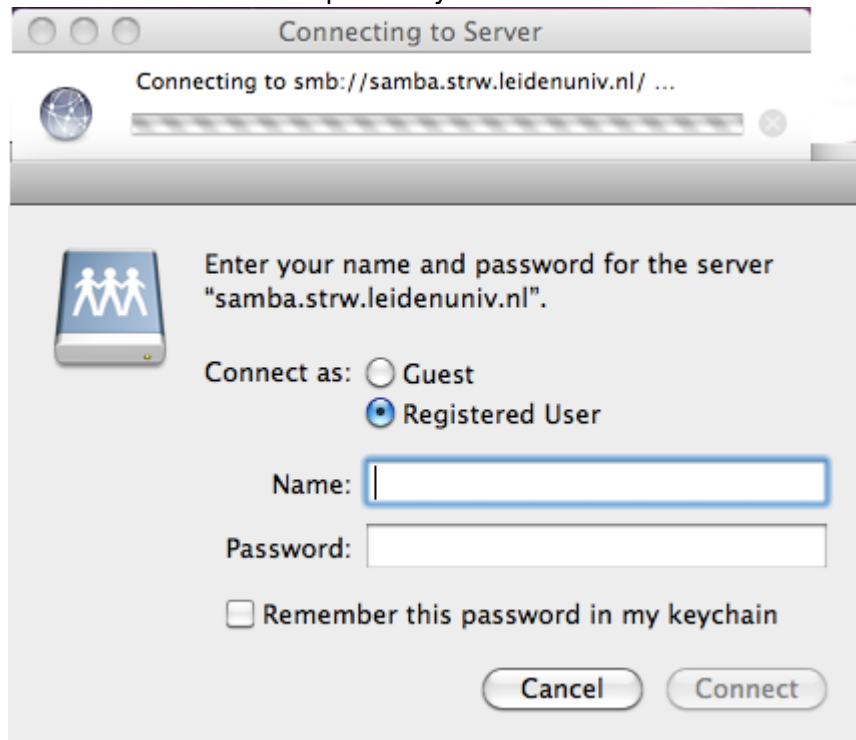 Connecting to Server
Connecting to smb://samba.strw.leidenuniv.nl/ ...
Enter your name and password for the server
“samba.strw.leidenuniv.nl”.
Connect as: Guest
Registered User
Name:
Password:
Remember this password in my keychain
Cancel Connect